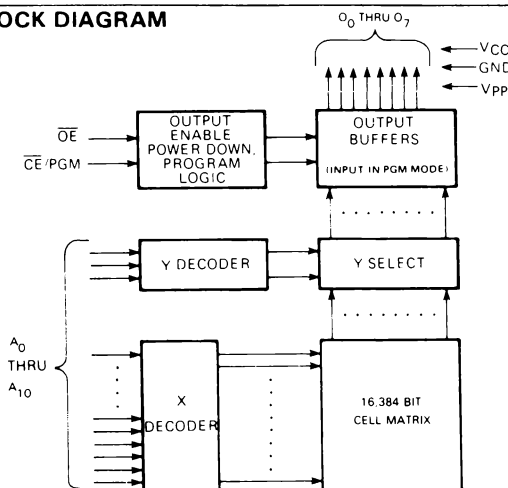 OCK DIAGRAM
O0 THRU O7
VCC
GND
VPP
OE
CE/PGM
OUTPUT
ENABLE
POWER DOWN,
PROGRAM
LOGIC
OUTPUT
BUFFERS
(INPUT IN PGM MODE)
Y DECODER
Y SELECT
A0
THRU
A10
X
DECODER
16,384 BIT
CELL MATRIX